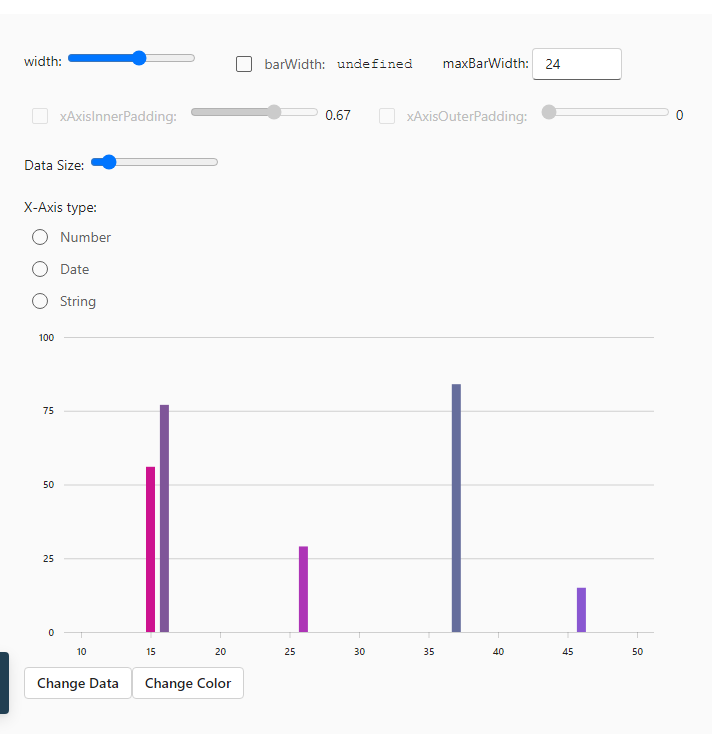 width: barWidth: undefined maxBarWidth: 24
xAxisInnerPadding: 0.67 xAxisOuterPadding: 0
Data Size:
X-Axis type:
Number
Date
String
100
75
50
25
0
10 15 20 25 30 35 40 45 50
Change Data Change Color